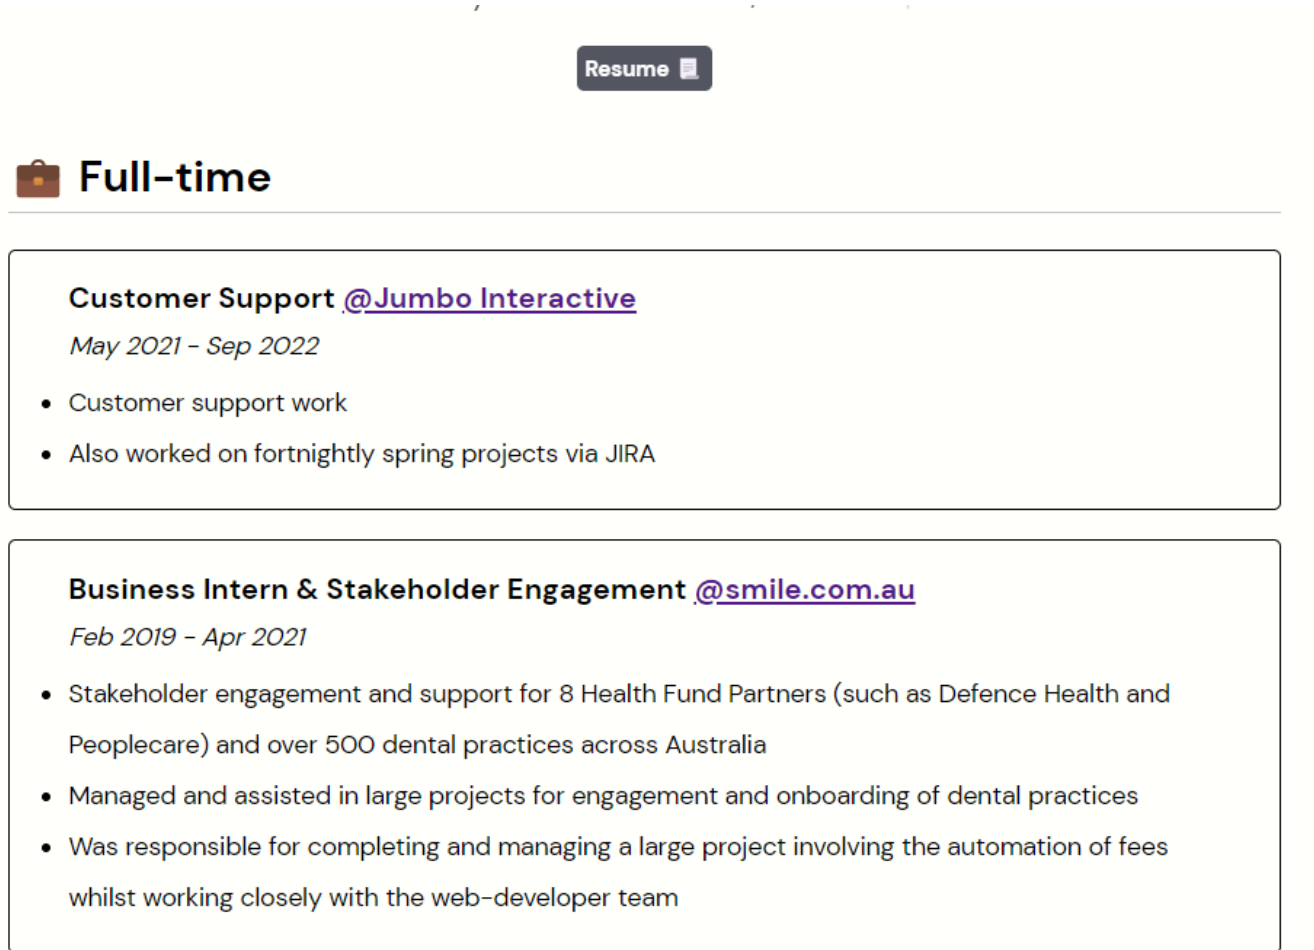 Resume
Full-time
Customer Support @Jumbo Interactive
May 2021 - Sep 2022
Customer support work
Also worked on fortnightly spring projects via JIRA
Business Intern & Stakeholder Engagement @smile.com.au
Feb 2019 - Apr 2021
Stakeholder engagement and support for 8 Health Fund Partners (such as Defence Health and
Peoplecare) and over 500 dental practices across Australia
Managed and assisted in large projects for engagement and onboarding of dental practices
Was responsible for completing and managing a large project involving the automation of fees
whilst working closely with the web-developer team